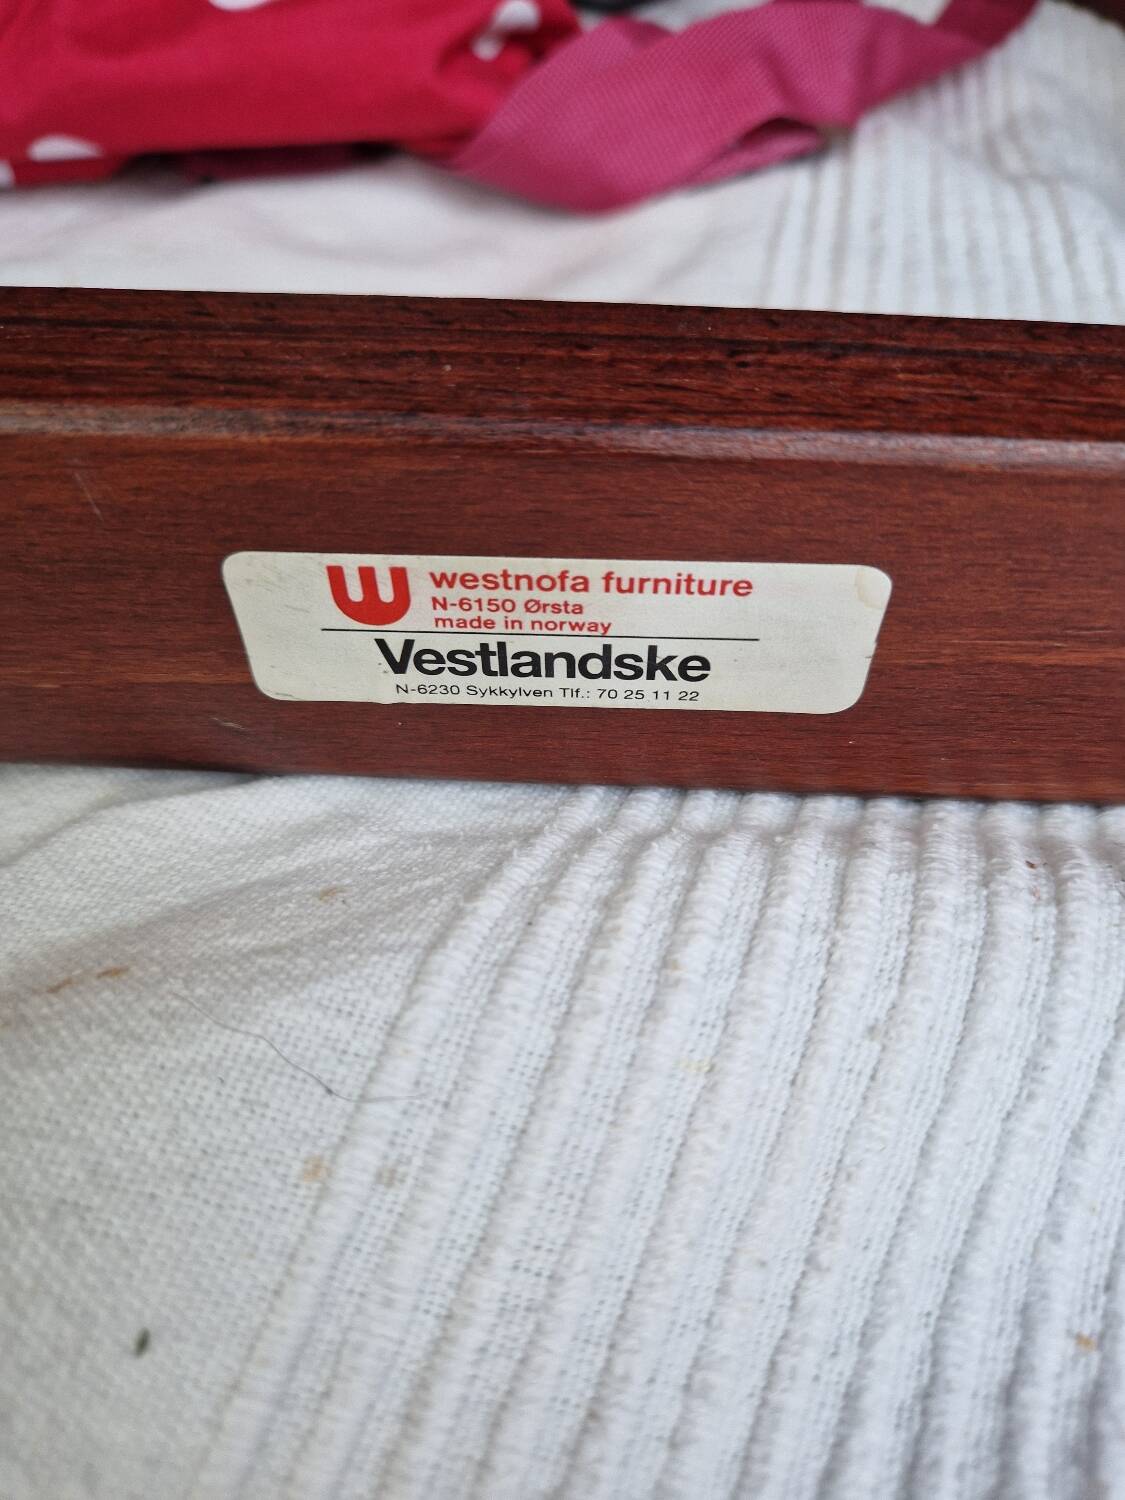 westnofa furniture
N-6150 Ørsta
made in norway
Vestlandske
N-6230 Sykkylven Tlf.: 70 25 11 22